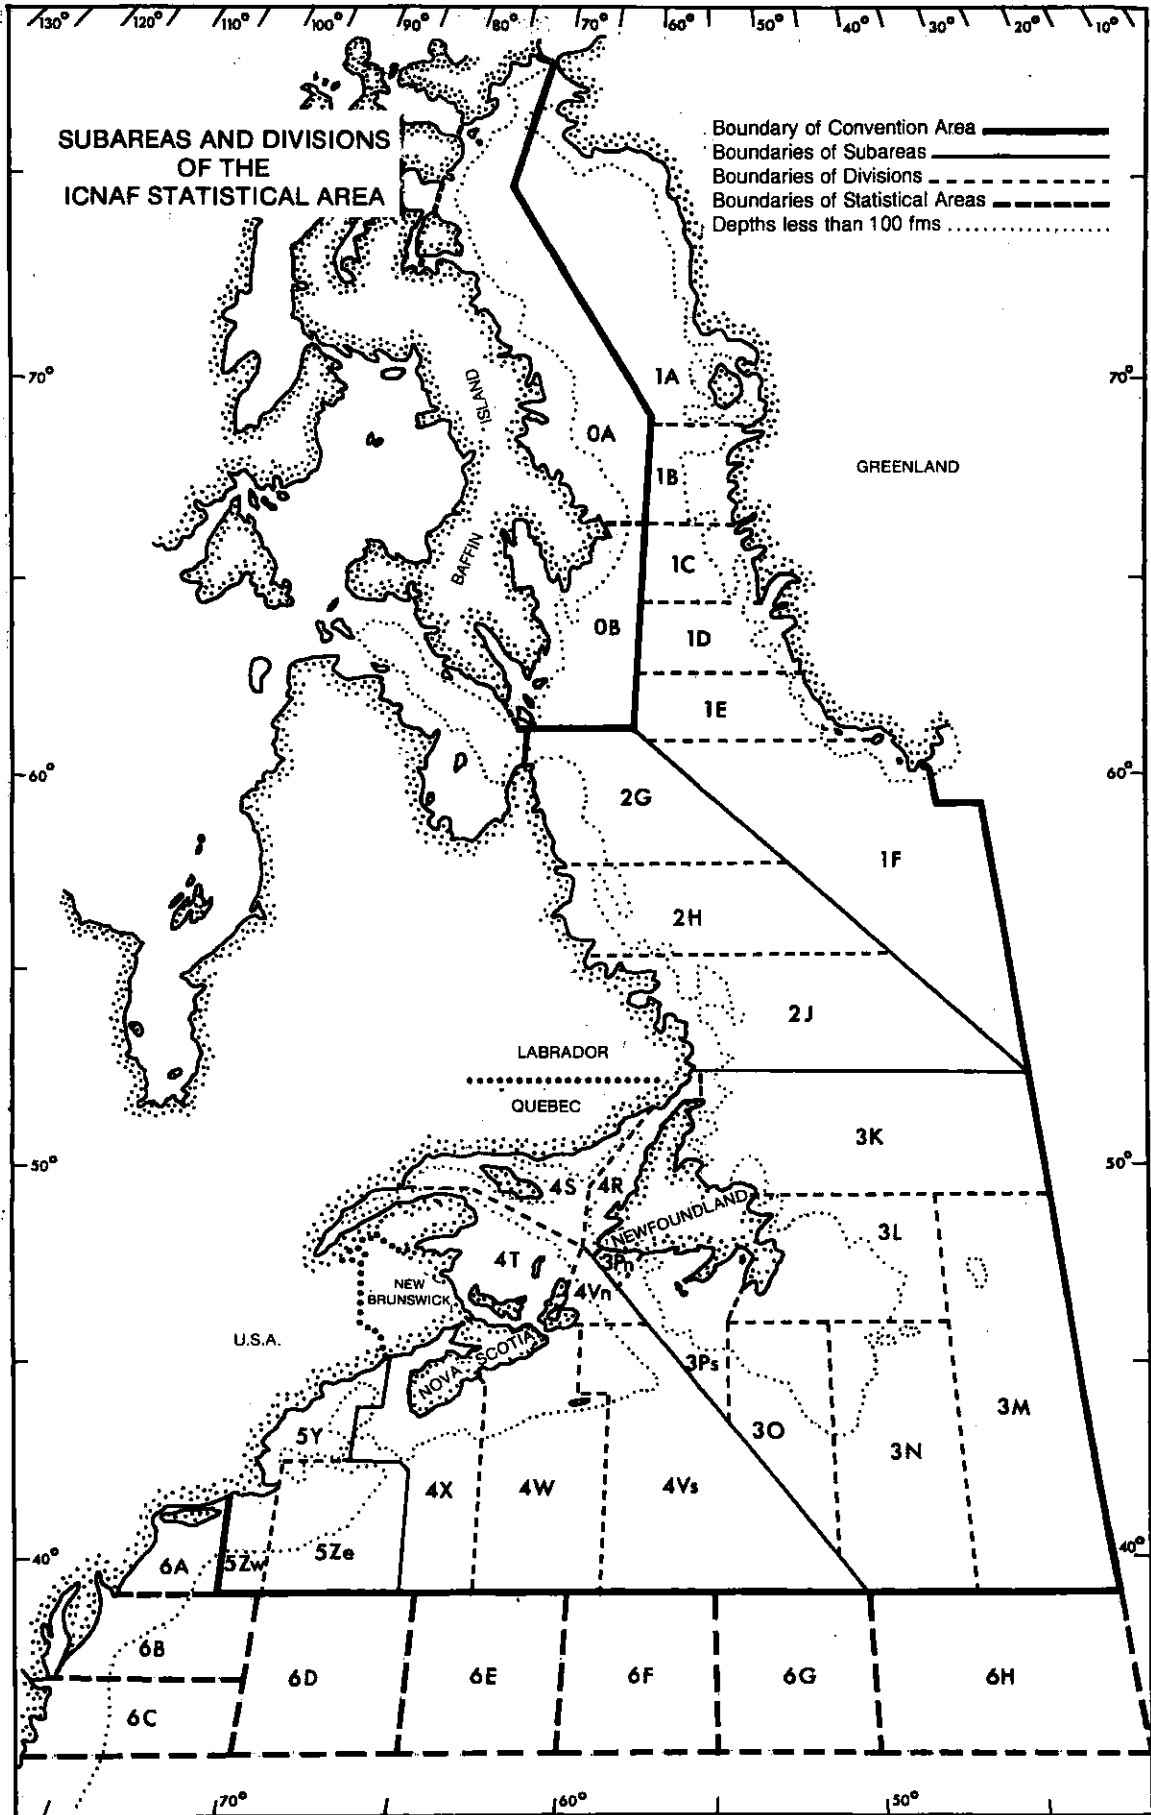 130° 120° 110° 100° 90° 80° 70° 60° 50° 40° 30° 20° 10°
SUBAREAS AND DIVISIONS
OF THE
ICNAF STATISTICAL AREA
Boundary of Convention Area
Boundaries of Subareas
Boundaries of Divisions
Boundaries of Statistical Areas
Depths less than 100 fms
70° 70°
1A
ISLAND
0A
GREENLAND
1B
BAFFIN
1C
0B
1D
1E
60° 60°
2G
1F
2H
2J
LABRADOR
QUEBEC
3K
50° 50°
4S 4R
NEWFOUNDLAND
3L
4T
3Pn
4Vn
NEW
BRUNSWICK
U.S.A.
NOVA SCOTIA
3Ps
3M
3O
5Y
3N
4X 4W 4Vs
40° 40°
6A 5Zw 5Ze
6B
6D 6E 6F 6G 6H
6C
70° 60° 50°